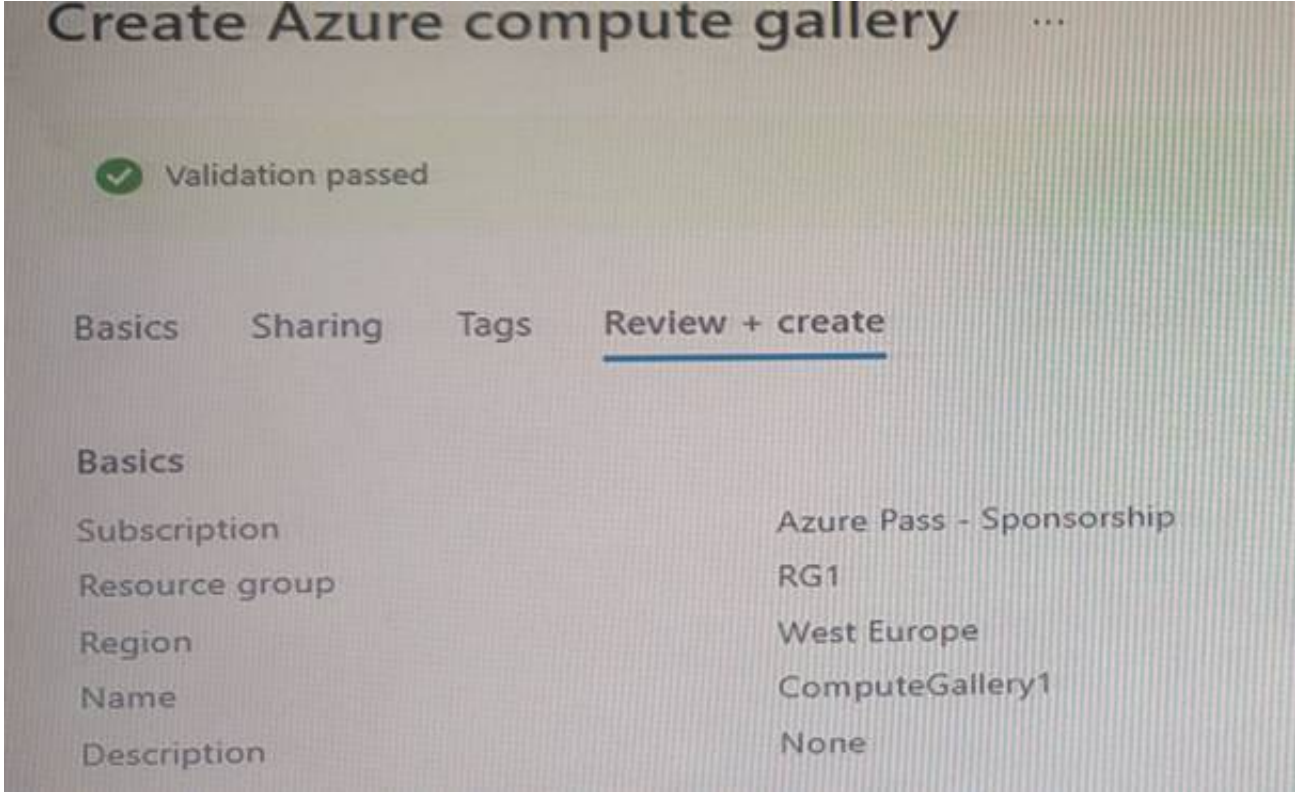 Create Azure compute gallery ...
Validation passed
Basics Sharing Tags Review + create
Basics
Subscription Azure Pass - Sponsorship
Resource group RG1
Region West Europe
Name ComputeGallery1
Description None